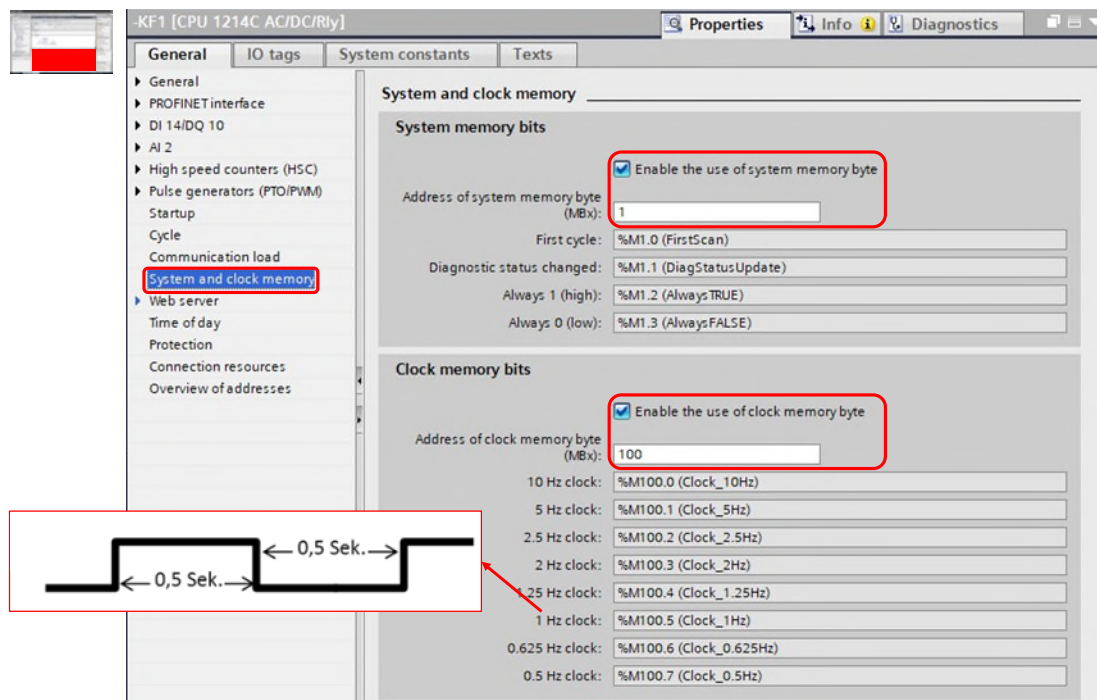 -KF1 [CPU 1214C AC/DC/Rly]
Properties
Info
Diagnostics
General
IO tags
System constants
Texts
General
PROFINET interface
DI 14/DQ 10
AI 2
High speed counters (HSC)
Pulse generators (PTO/PWM)
Startup
Cycle
Communication load
System and clock memory
Web server
Time of day
Protection
Connection resources
Overview of addresses
System and clock memory
System memory bits
Enable the use of system memory byte
Address of system memory byte
(MBx): 1
First cycle: %M1.0 (FirstScan)
Diagnostic status changed: %M1.1 (DiagStatusUpdate)
Always 1 (high): %M1.2 (AlwaysTRUE)
Always 0 (low): %M1.3 (AlwaysFALSE)
Clock memory bits
Enable the use of clock memory byte
Address of clock memory byte
(MBx): 100
10 Hz clock: %M100.0 (Clock_10Hz)
5 Hz clock: %M100.1 (Clock_5Hz)
2.5 Hz clock: %M100.2 (Clock_2.5Hz)
2 Hz clock: %M100.3 (Clock_2Hz)
1.25 Hz clock: %M100.4 (Clock_1.25Hz)
1 Hz clock: %M100.5 (Clock_1Hz)
0.625 Hz clock: %M100.6 (Clock_0.625Hz)
0.5 Hz clock: %M100.7 (Clock_0.5Hz)
0,5 Sek.
0,5 Sek.